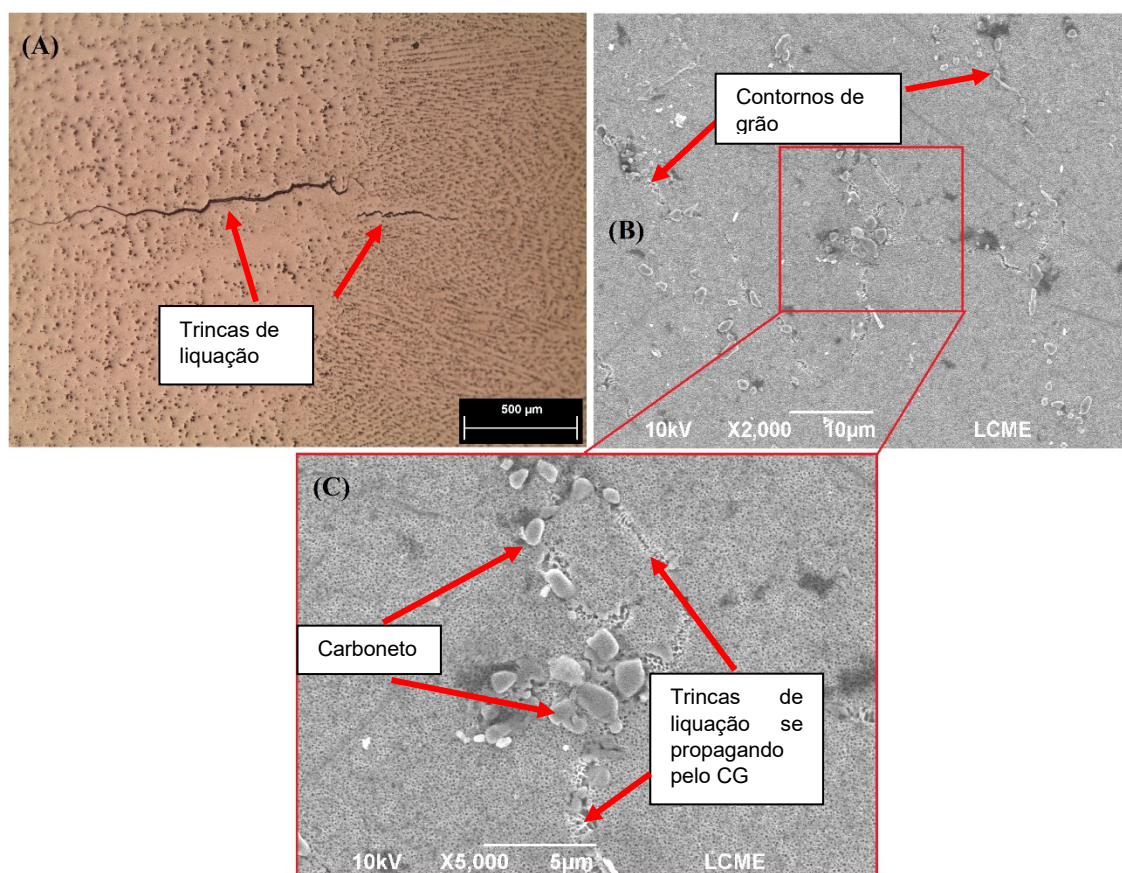 (A)
Trincas de
liquação
500 µm
Contornos de
grão
(B)
10kV X2,000 10µm LCME
(C)
Carboneto
Trincas de
liquação se
propagando
pelo CG
10kV X5,000 5µm LCME